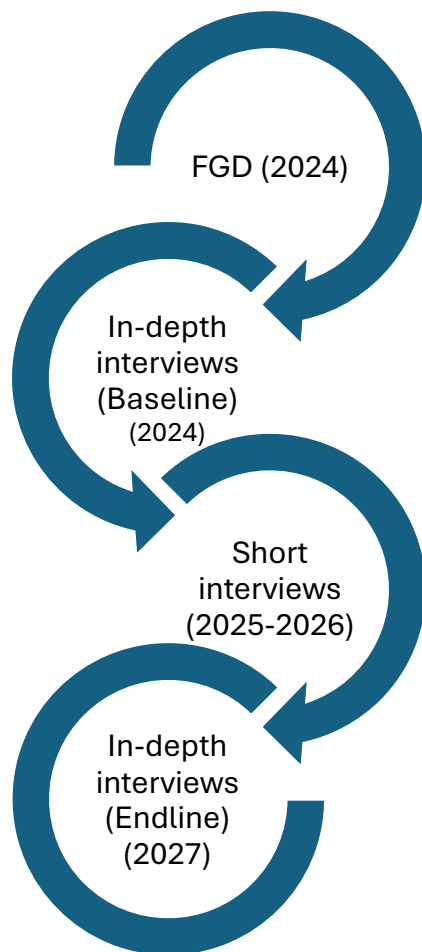 FGD (2024)
In-depth
interviews
(Baseline)
(2024)
Short
interviews
(2025-2026)
In-depth
interviews
(Endline)
(2027)